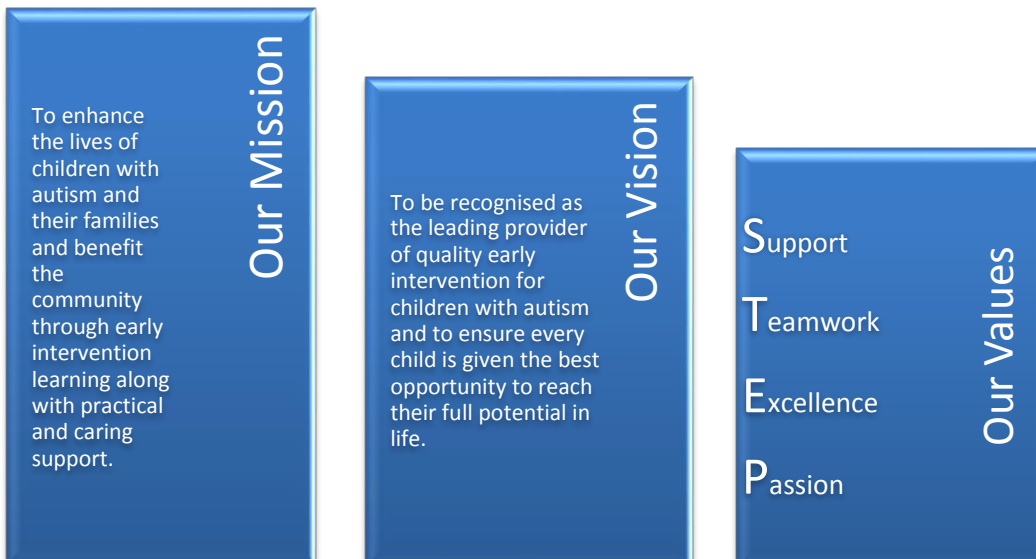 Our Mission
To enhance
the lives of
children with
autism and
their families
and benefit
the
community
through early
intervention
learning along
with practical
and caring
support.
Our Vision
To be recognised as
the leading provider
of quality early
intervention for
children with autism
and to ensure every
child is given the best
opportunity to reach
their full potential in
life.
Our Values
Support
Teamwork
Excellence
Passion